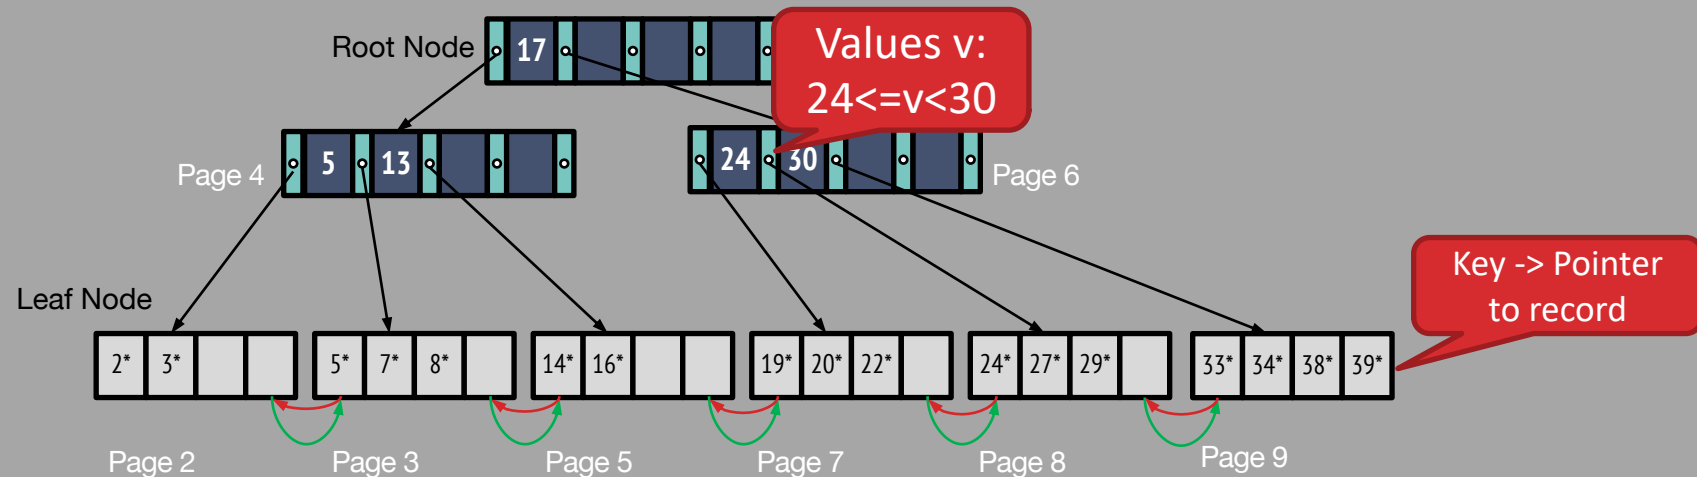 Root Node
17
Values v:
24<=v<30
Page 4
5 13
24 30
Page 6
Key -> Pointer
to record
Leaf Node
2* 3*
5* 7* 8*
14* 16*
19* 20* 22*
24* 27* 29*
33* 34* 38* 39*
Page 2
Page 3
Page 5
Page 7
Page 8
Page 9